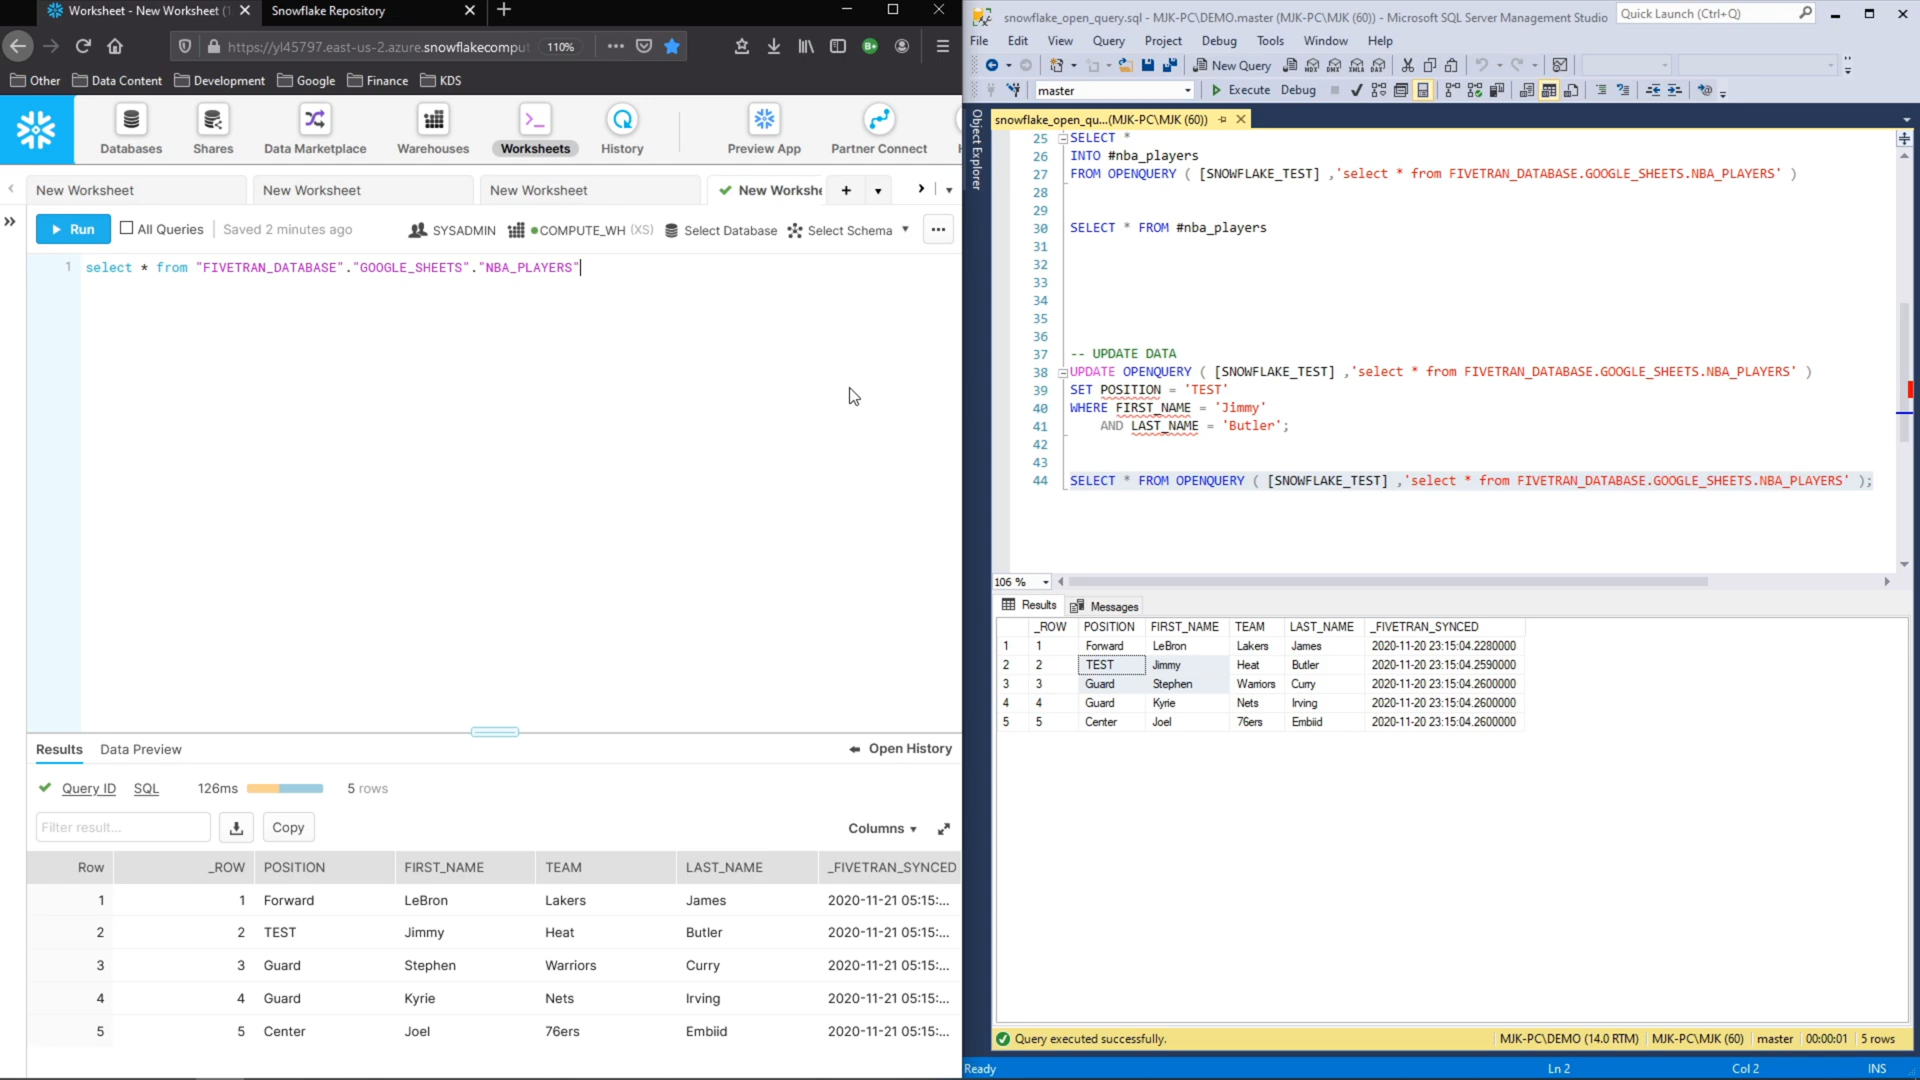 Worksheet - New Worksheet (1
Snowflake Repository
https://yl45797.east-us-2.azure.snowflakecomput
110%
Other
Data Content
Development
Google
Finance
KDS
Databases
Shares
Data Marketplace
Warehouses
Worksheets
History
Preview App
Partner Connect
New Worksheet
New Worksheet
New Worksheet
New Workshe
Run
All Queries
Saved 2 minutes ago
SYSADMIN
COMPUTE_WH (XS)
Select Database
Select Schema
1 select * from "FIVETRAN_DATABASE"."GOOGLE_SHEETS"."NBA_PLAYERS"
Results
Data Preview
Open History
Query ID
SQL
126ms
5 rows
Filter result...
Copy
Columns
Row _ROW POSITION FIRST_NAME TEAM LAST_NAME _FIVETRAN_SYNCED
1 1 Forward LeBron Lakers James 2020-11-21 05:15:...
2 2 TEST Jimmy Heat Butler 2020-11-21 05:15:...
3 3 Guard Stephen Warriors Curry 2020-11-21 05:15:...
4 4 Guard Kyrie Nets Irving 2020-11-21 05:15:...
5 5 Center Joel 76ers Embiid 2020-11-21 05:15:...
snowflake_open_query.sql - MJK-PC\DEMO.master (MJK-PC\MJK (60)) - Microsoft SQL Server Management Studio
Quick Launch (Ctrl+Q)
File Edit View Query Project Debug Tools Window Help
New Query
MDX DMX XMLA DAX
master
Execute
Debug
Object Explorer
snowflake_open_qu...(MJK-PC\MJK (60))
25 SELECT *
26 INTO #nba_players
27 FROM OPENQUERY ( [SNOWFLAKE_TEST] ,'select * from FIVETRAN_DATABASE.GOOGLE_SHEETS.NBA_PLAYERS' )
28
29
30 SELECT * FROM #nba_players
31
32
33
34
35
36
37 -- UPDATE DATA
38 UPDATE OPENQUERY ( [SNOWFLAKE_TEST] ,'select * from FIVETRAN_DATABASE.GOOGLE_SHEETS.NBA_PLAYERS' )
39 SET POSITION = 'TEST'
40 WHERE FIRST_NAME = 'Jimmy'
41 AND LAST_NAME = 'Butler';
42
43
44 SELECT * FROM OPENQUERY ( [SNOWFLAKE_TEST] ,'select * from FIVETRAN_DATABASE.GOOGLE_SHEETS.NBA_PLAYERS' );
106 %
Results
Messages
_ROW POSITION FIRST_NAME TEAM LAST_NAME _FIVETRAN_SYNCED
1 1 Forward LeBron Lakers James 2020-11-20 23:15:04.2280000
2 2 TEST Jimmy Heat Butler 2020-11-20 23:15:04.2590000
3 3 Guard Stephen Warriors Curry 2020-11-20 23:15:04.2600000
4 4 Guard Kyrie Nets Irving 2020-11-20 23:15:04.2600000
5 5 Center Joel 76ers Embiid 2020-11-20 23:15:04.2600000
Query executed successfully.
MJK-PC\DEMO (14.0 RTM)
MJK-PC\MJK (60)
master
00:00:01
5 rows
Ready
Ln 2
Col 2
INS